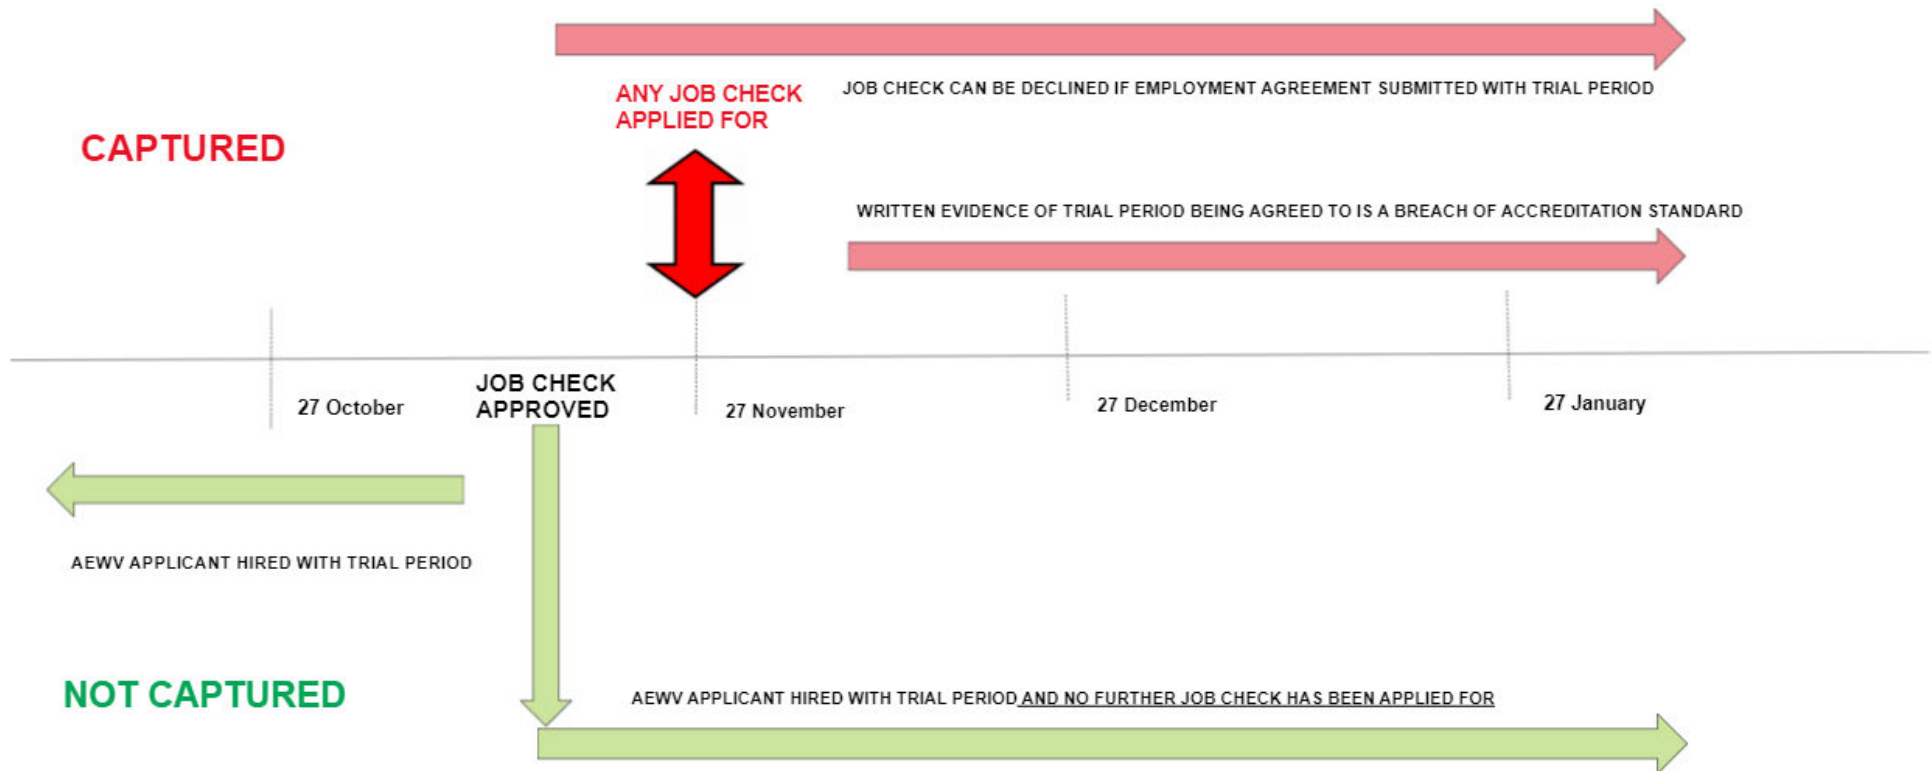 ANY JOB CHECK
APPLIED FOR
JOB CHECK CAN BE DECLINED IF EMPLOYMENT AGREEMENT SUBMITTED WITH TRIAL PERIOD
CAPTURED
WRITTEN EVIDENCE OF TRIAL PERIOD BEING AGREED TO IS A BREACH OF ACCREDITATION STANDARD
27 October
JOB CHECK
APPROVED
27 November
27 December
27 January
AEWV APPLICANT HIRED WITH TRIAL PERIOD
NOT CAPTURED
AEWV APPLICANT HIRED WITH TRIAL PERIOD AND NO FURTHER JOB CHECK HAS BEEN APPLIED FOR